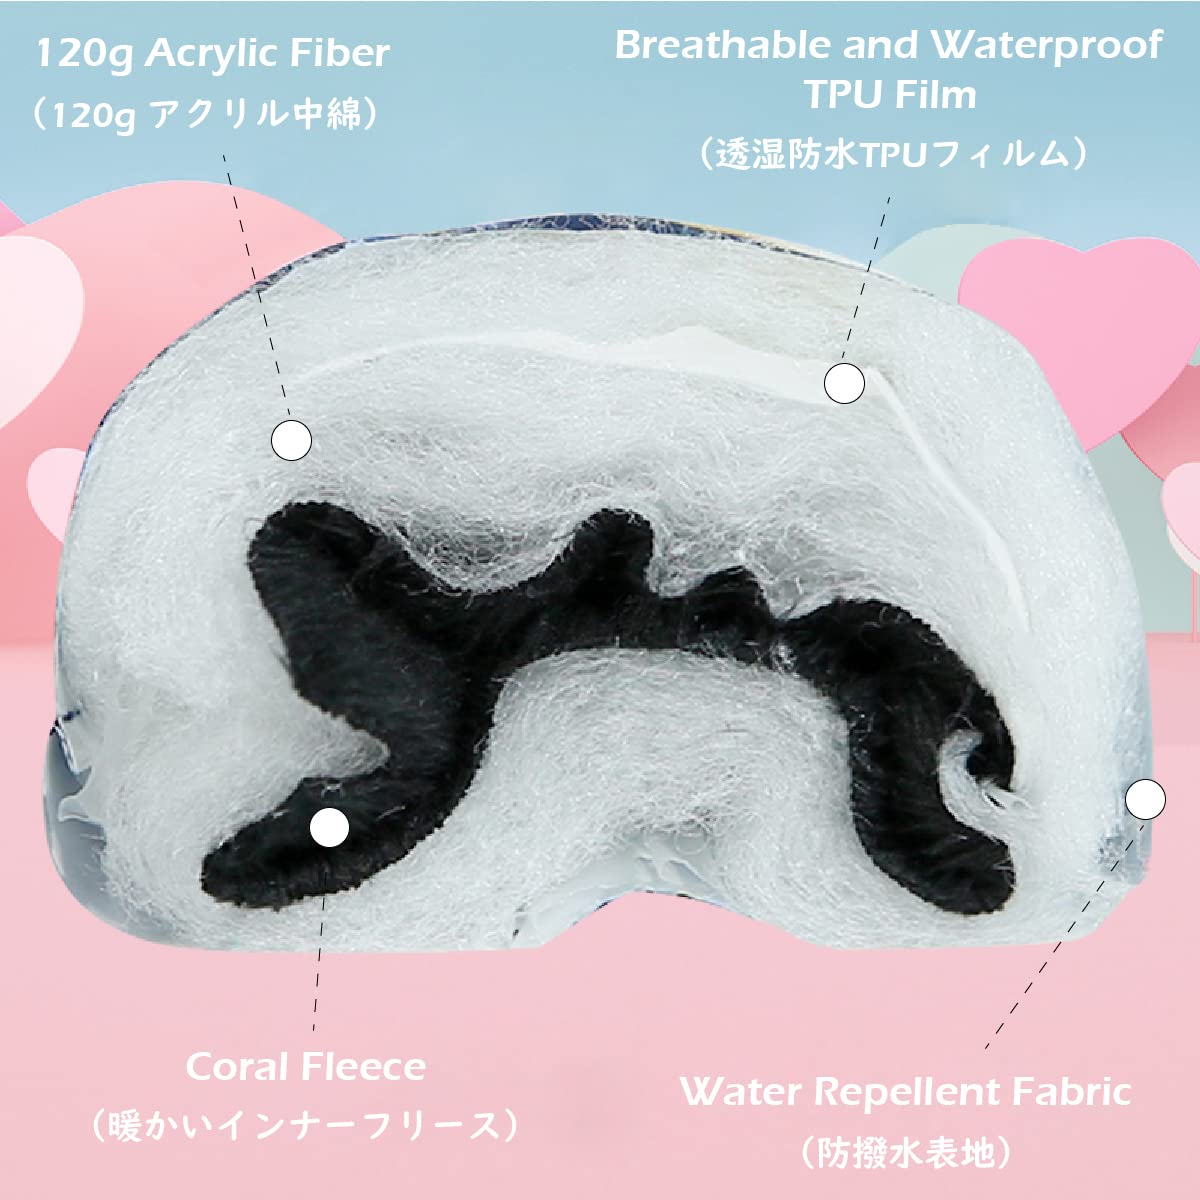 120g Acrylic Fiber
（120g アクリル中綿）
Breathable and Waterproof
TPU Film
（透湿防水TPUフィルム）
Coral Fleece
（暖かいインナーフリース）
Water Repellent Fabric
（防撥水表地）